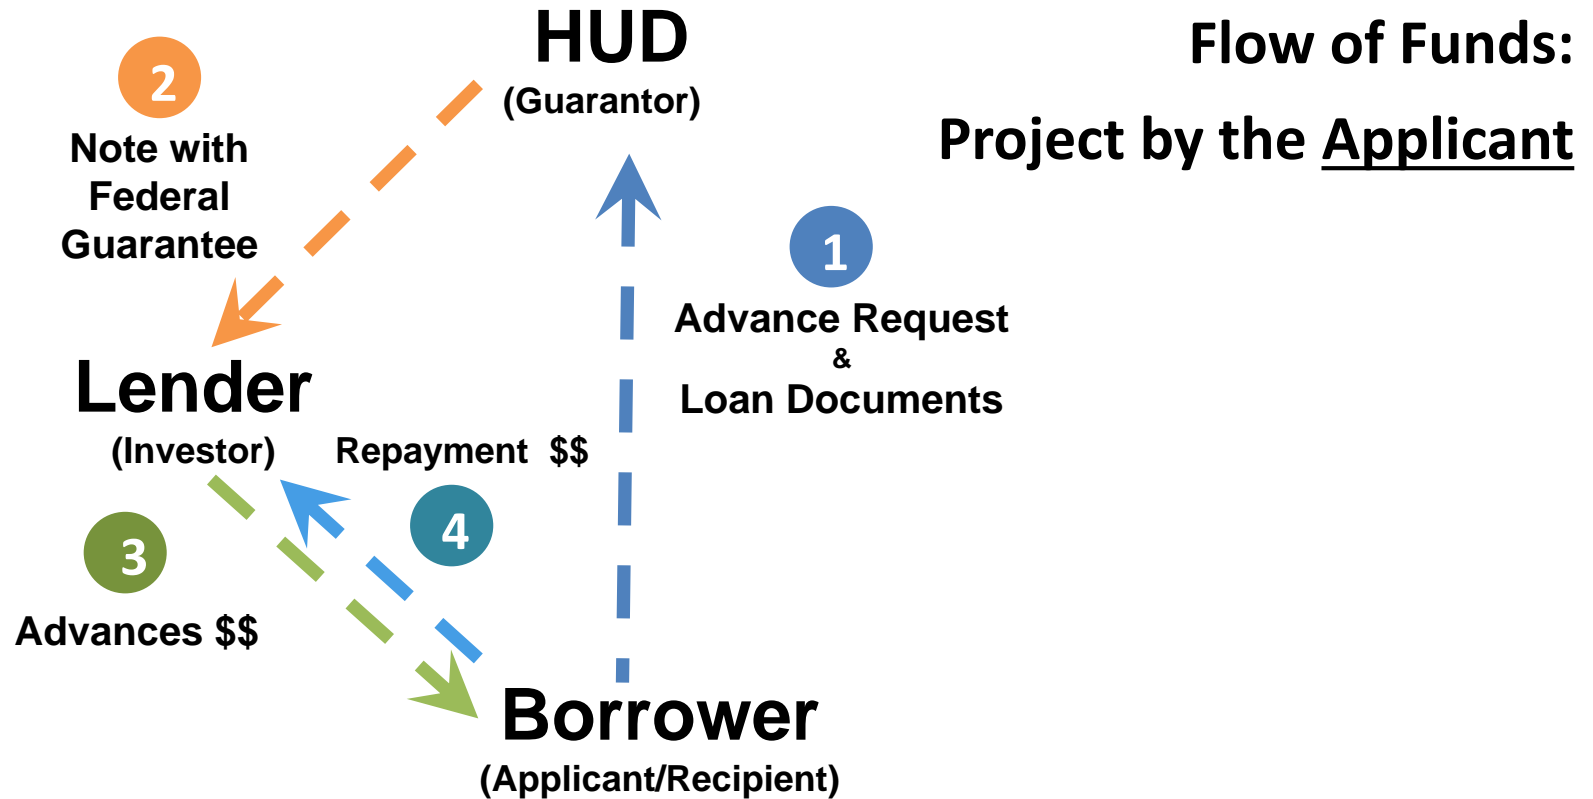 HUD
(Guarantor)
Flow of Funds:
Project by the Applicant
2
Note with
Federal
Guarantee
1
Advance Request
&
Loan Documents
Lender
(Investor)
Repayment $$
4
3
Advances $$
Borrower
(Applicant/Recipient)